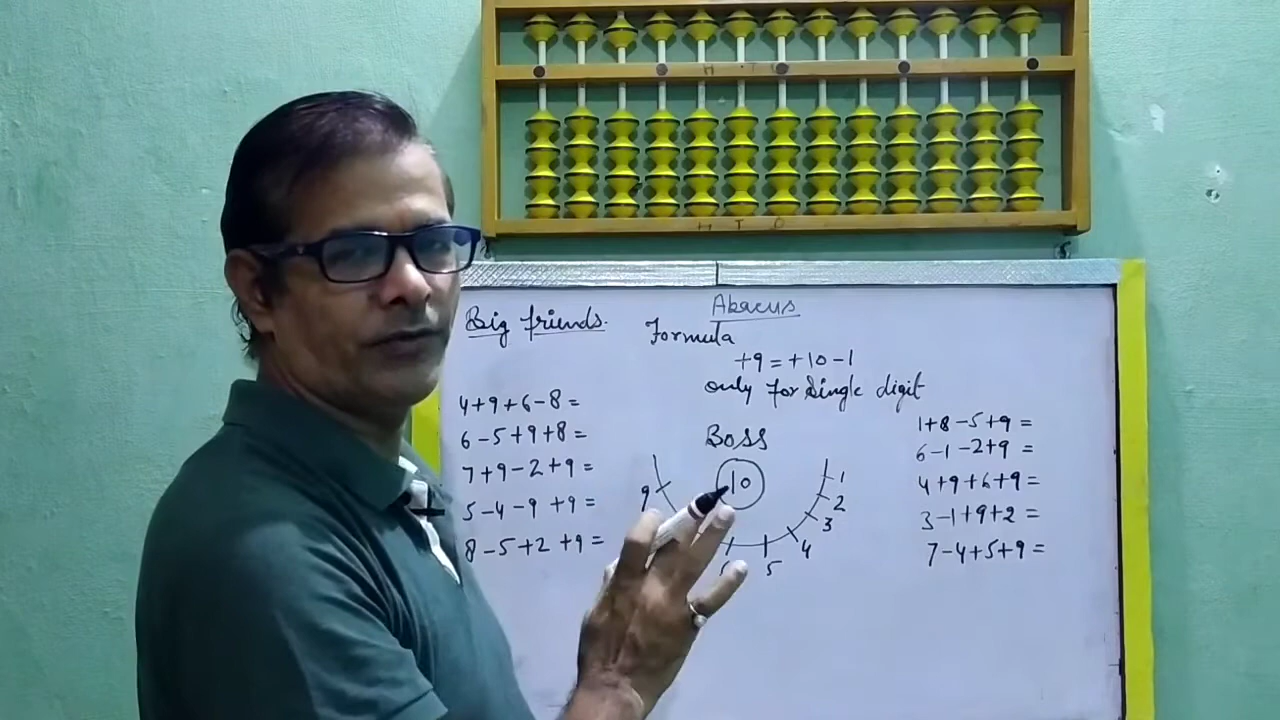 H T O
H T O
Abacus
Big friends.
Formula
+9 = +10 - 1
only for Single digit
4+9+6-8=
6-5+9+8=
7+9-2+9=
5-4-9+9=
8-5+2+9=
Boss
10
9
5
4
3
2
1
1+8-5+9=
6-1-2+9=
4+9+6+9=
3-1+9+2=
7-4+5+9=